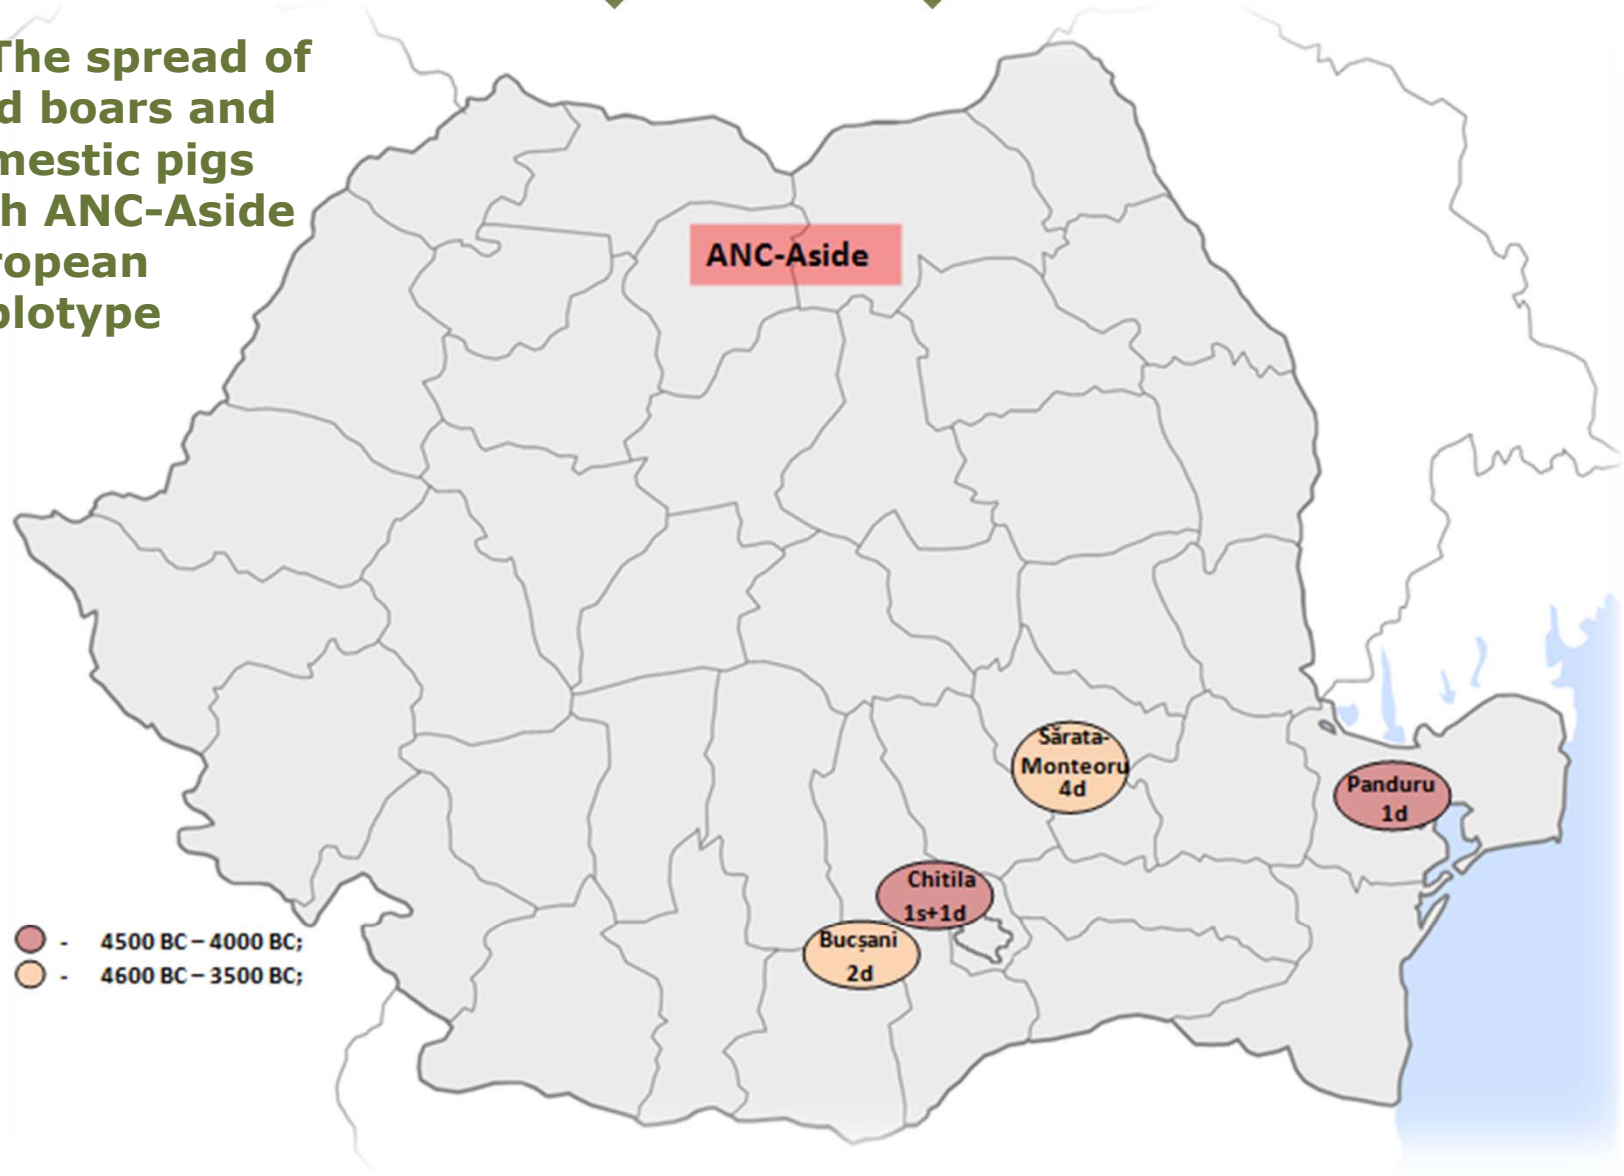 The spread of
d boars and
mestic pigs
h ANC-Aside
ropean
plotype
ANC-Aside
Sărata-
Monteoru
4d
Panduru
1d
Chitila
1s+1d
Bucșani
2d
- 4500 BC – 4000 BC;
- 4600 BC – 3500 BC;